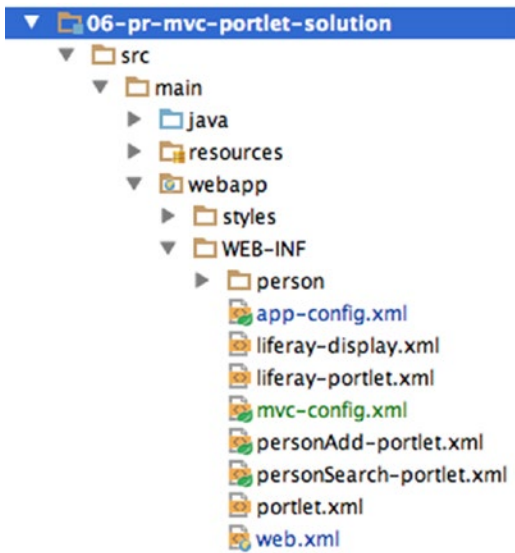 06-pr-mvc-portlet-solution
src
main
java
resources
webapp
styles
WEB-INF
person
app-config.xml
liferay-display.xml
liferay-portlet.xml
mvc-config.xml
personAdd-portlet.xml
personSearch-portlet.xml
portlet.xml
web.xml